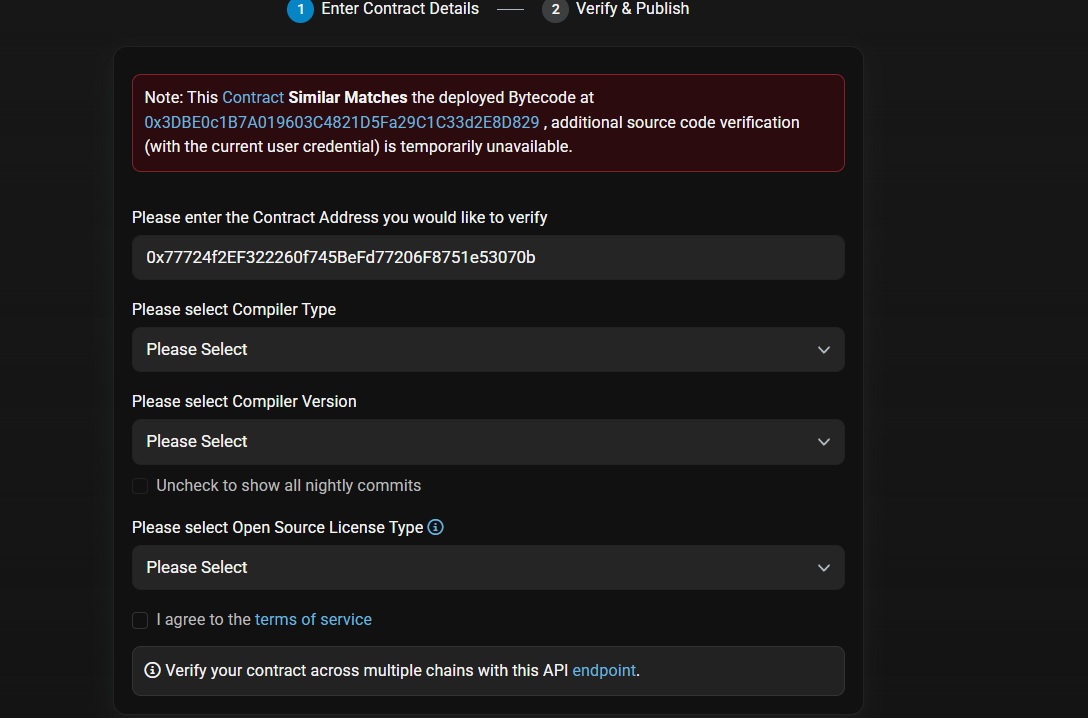 1 Enter Contract Details 2 Verify & Publish
Note: This Contract Similar Matches the deployed Bytecode at
0x3DBE0c1B7A019603C4821D5Fa29C1C33d2E8D829 , additional source code verification
(with the current user credential) is temporarily unavailable.
Please enter the Contract Address you would like to verify
0x77724f2EF322260f745BeFd77206F8751e53070b
Please select Compiler Type
Please Select
Please select Compiler Version
Please Select
Uncheck to show all nightly commits
Please select Open Source License Type
Please Select
I agree to the terms of service
Verify your contract across multiple chains with this API endpoint.